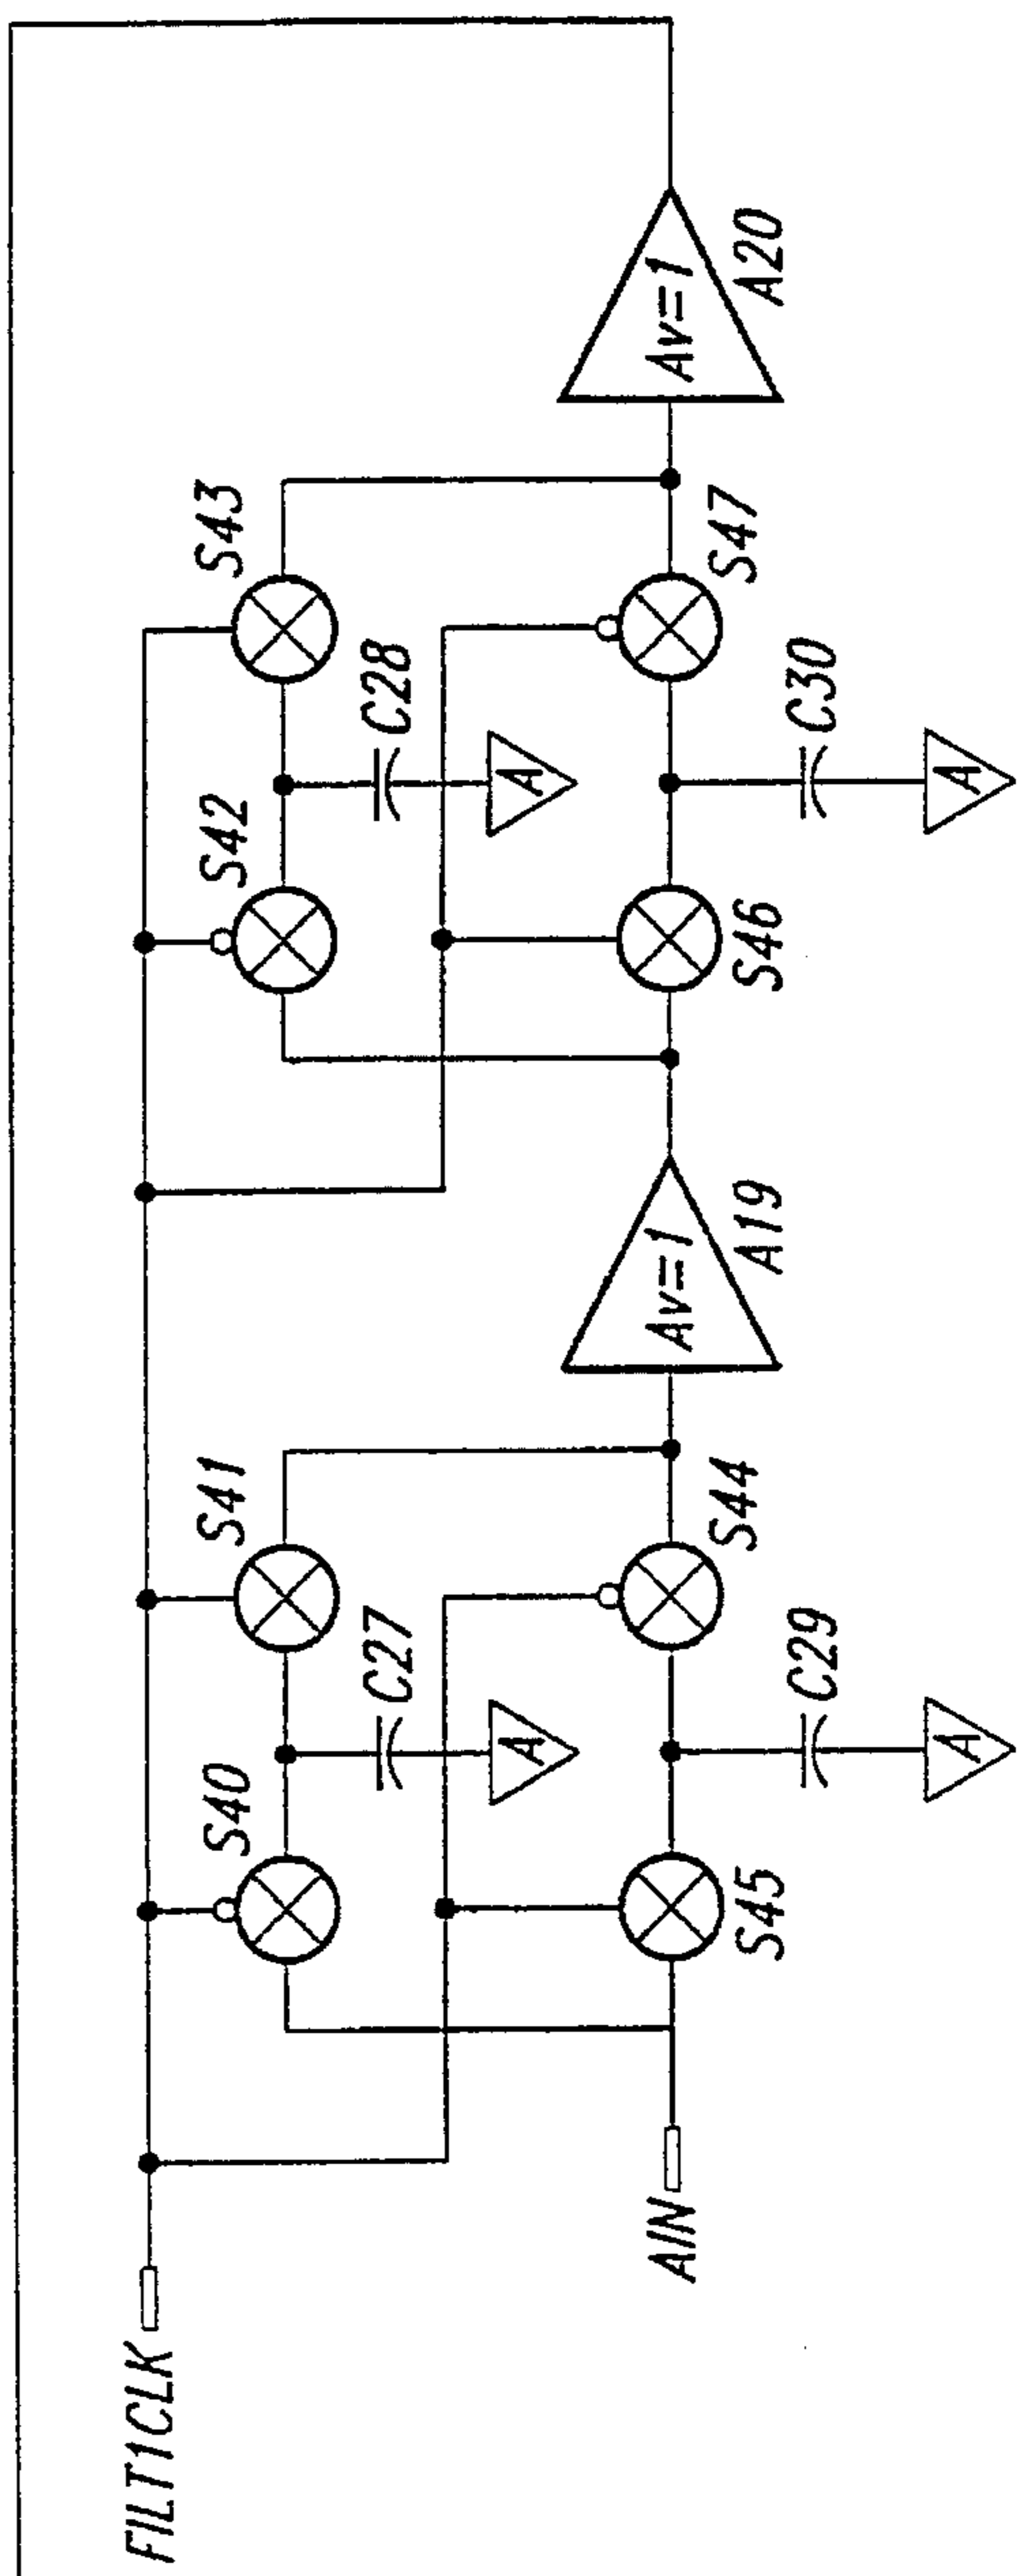 FILT1CLK
S40
S41
S42
S43
C27
C28
A
A
AIN
S45
S44
Av=1
A19
S46
S47
Av=1
A20
C29
C30
A
A